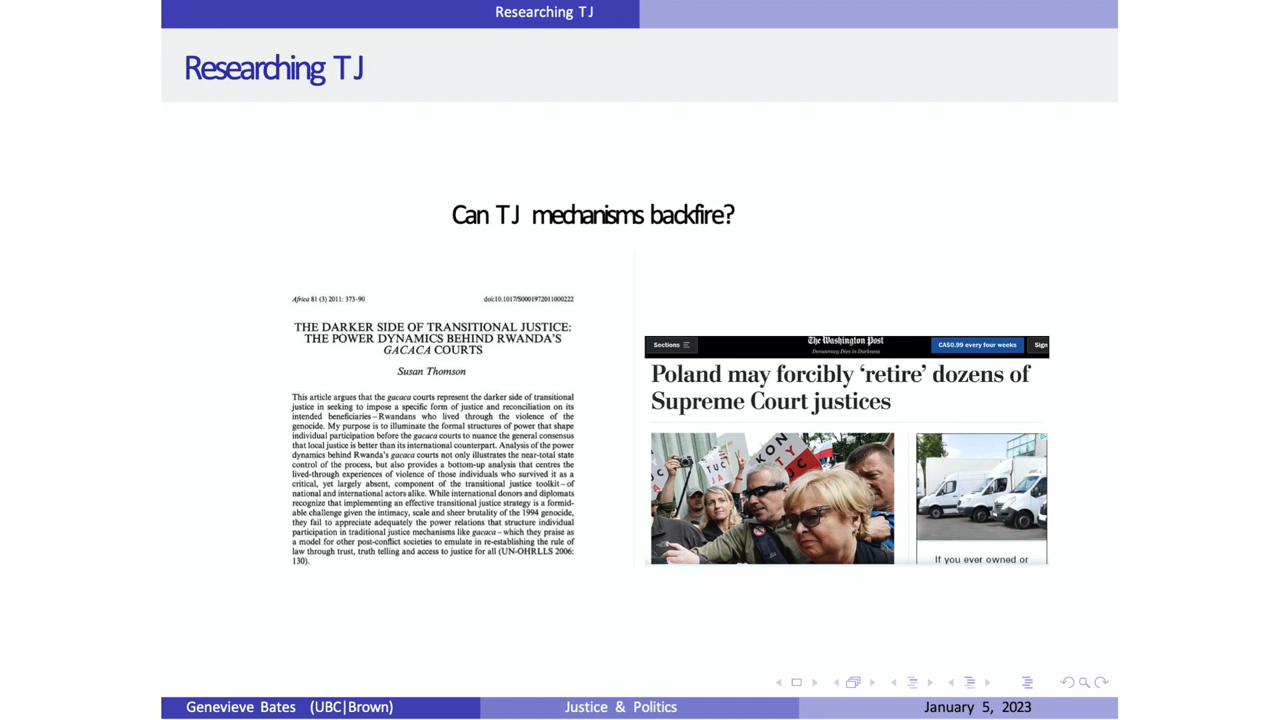 Researching TJ
Researching TJ
Can TJ mechanisms backfire?
Africa 81 (3) 2011: 373–90
doi:10.1017/S0001972011000222
THE DARKER SIDE OF TRANSITIONAL JUSTICE:
THE POWER DYNAMICS BEHIND RWANDA'S
GACACA COURTS
Susan Thomson
This article argues that the gacaca courts represent the darker side of transitional
justice in seeking to impose a specific form of justice and reconciliation on its
intended beneficiaries – Rwandans who lived through the violence of the
genocide. My purpose is to illuminate the formal structures of power that shape
individual participation before the gacaca courts to nuance the general consensus
that local justice is better than its international counterpart. Analysis of the power
dynamics behind Rwanda's gacaca courts not only illustrates the near-total state
control of the process, but also provides a bottom-up analysis that centres the
lived-through experiences of violence of those individuals who survived it as a
critical, yet largely absent, component of the transitional justice toolkit – of
national and international actors alike. While international donors and diplomats
recognize that implementing an effective transitional justice strategy is a formid-
able challenge given the intimacy, scale and sheer brutality of the 1994 genocide,
they fail to appreciate adequately the power relations that structure individual
participation in traditional justice mechanisms like gacaca – which they praise as
a model for other post-conflict societies to emulate in re-establishing the rule of
law through trust, truth telling and access to justice for all (UN-OHRLLS 2006:
130).
Sections
The Washington Post
Democracy Dies in Darkness
CA$0.99 every four weeks
Sign
Poland may forcibly ‘retire’ dozens of
Supreme Court justices
KON
TUC
TUC
If you ever owned or
Genevieve Bates (UBC|Brown)
Justice & Politics
January 5, 2023